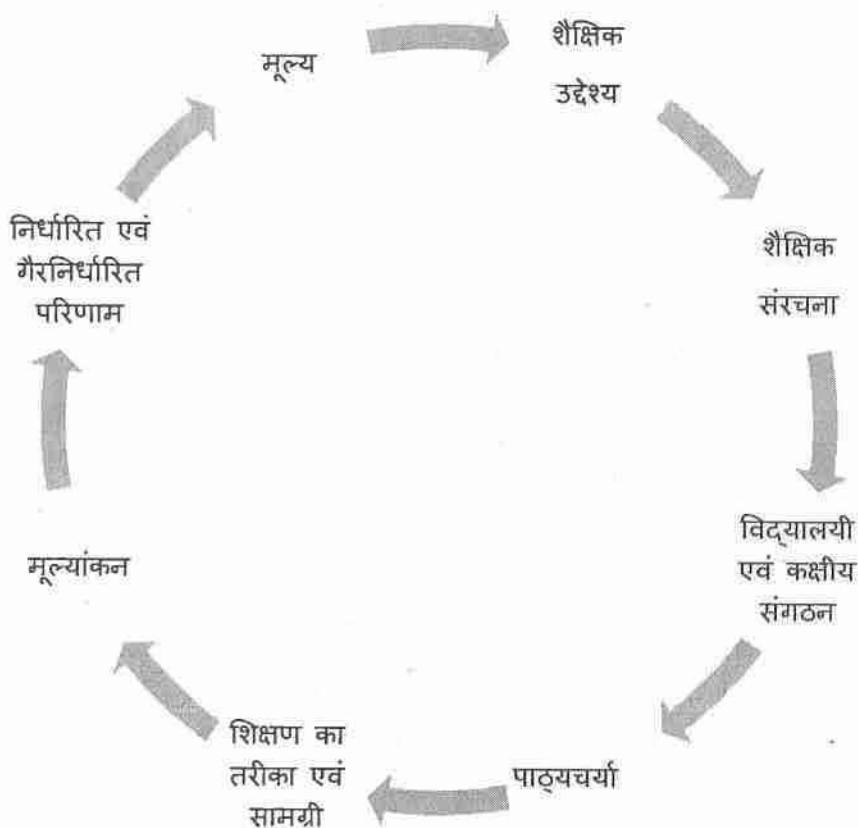 मूल्य
शैक्षिक
उद्देश्य
शैक्षिक
संरचना
विद्यालयी
एवं कक्षीय
संगठन
पाठ्यचर्या
शिक्षण का
तरीका एवं
सामग्री
मूल्यांकन
निर्धारित एवं
गैरनिर्धारित
परिणाम